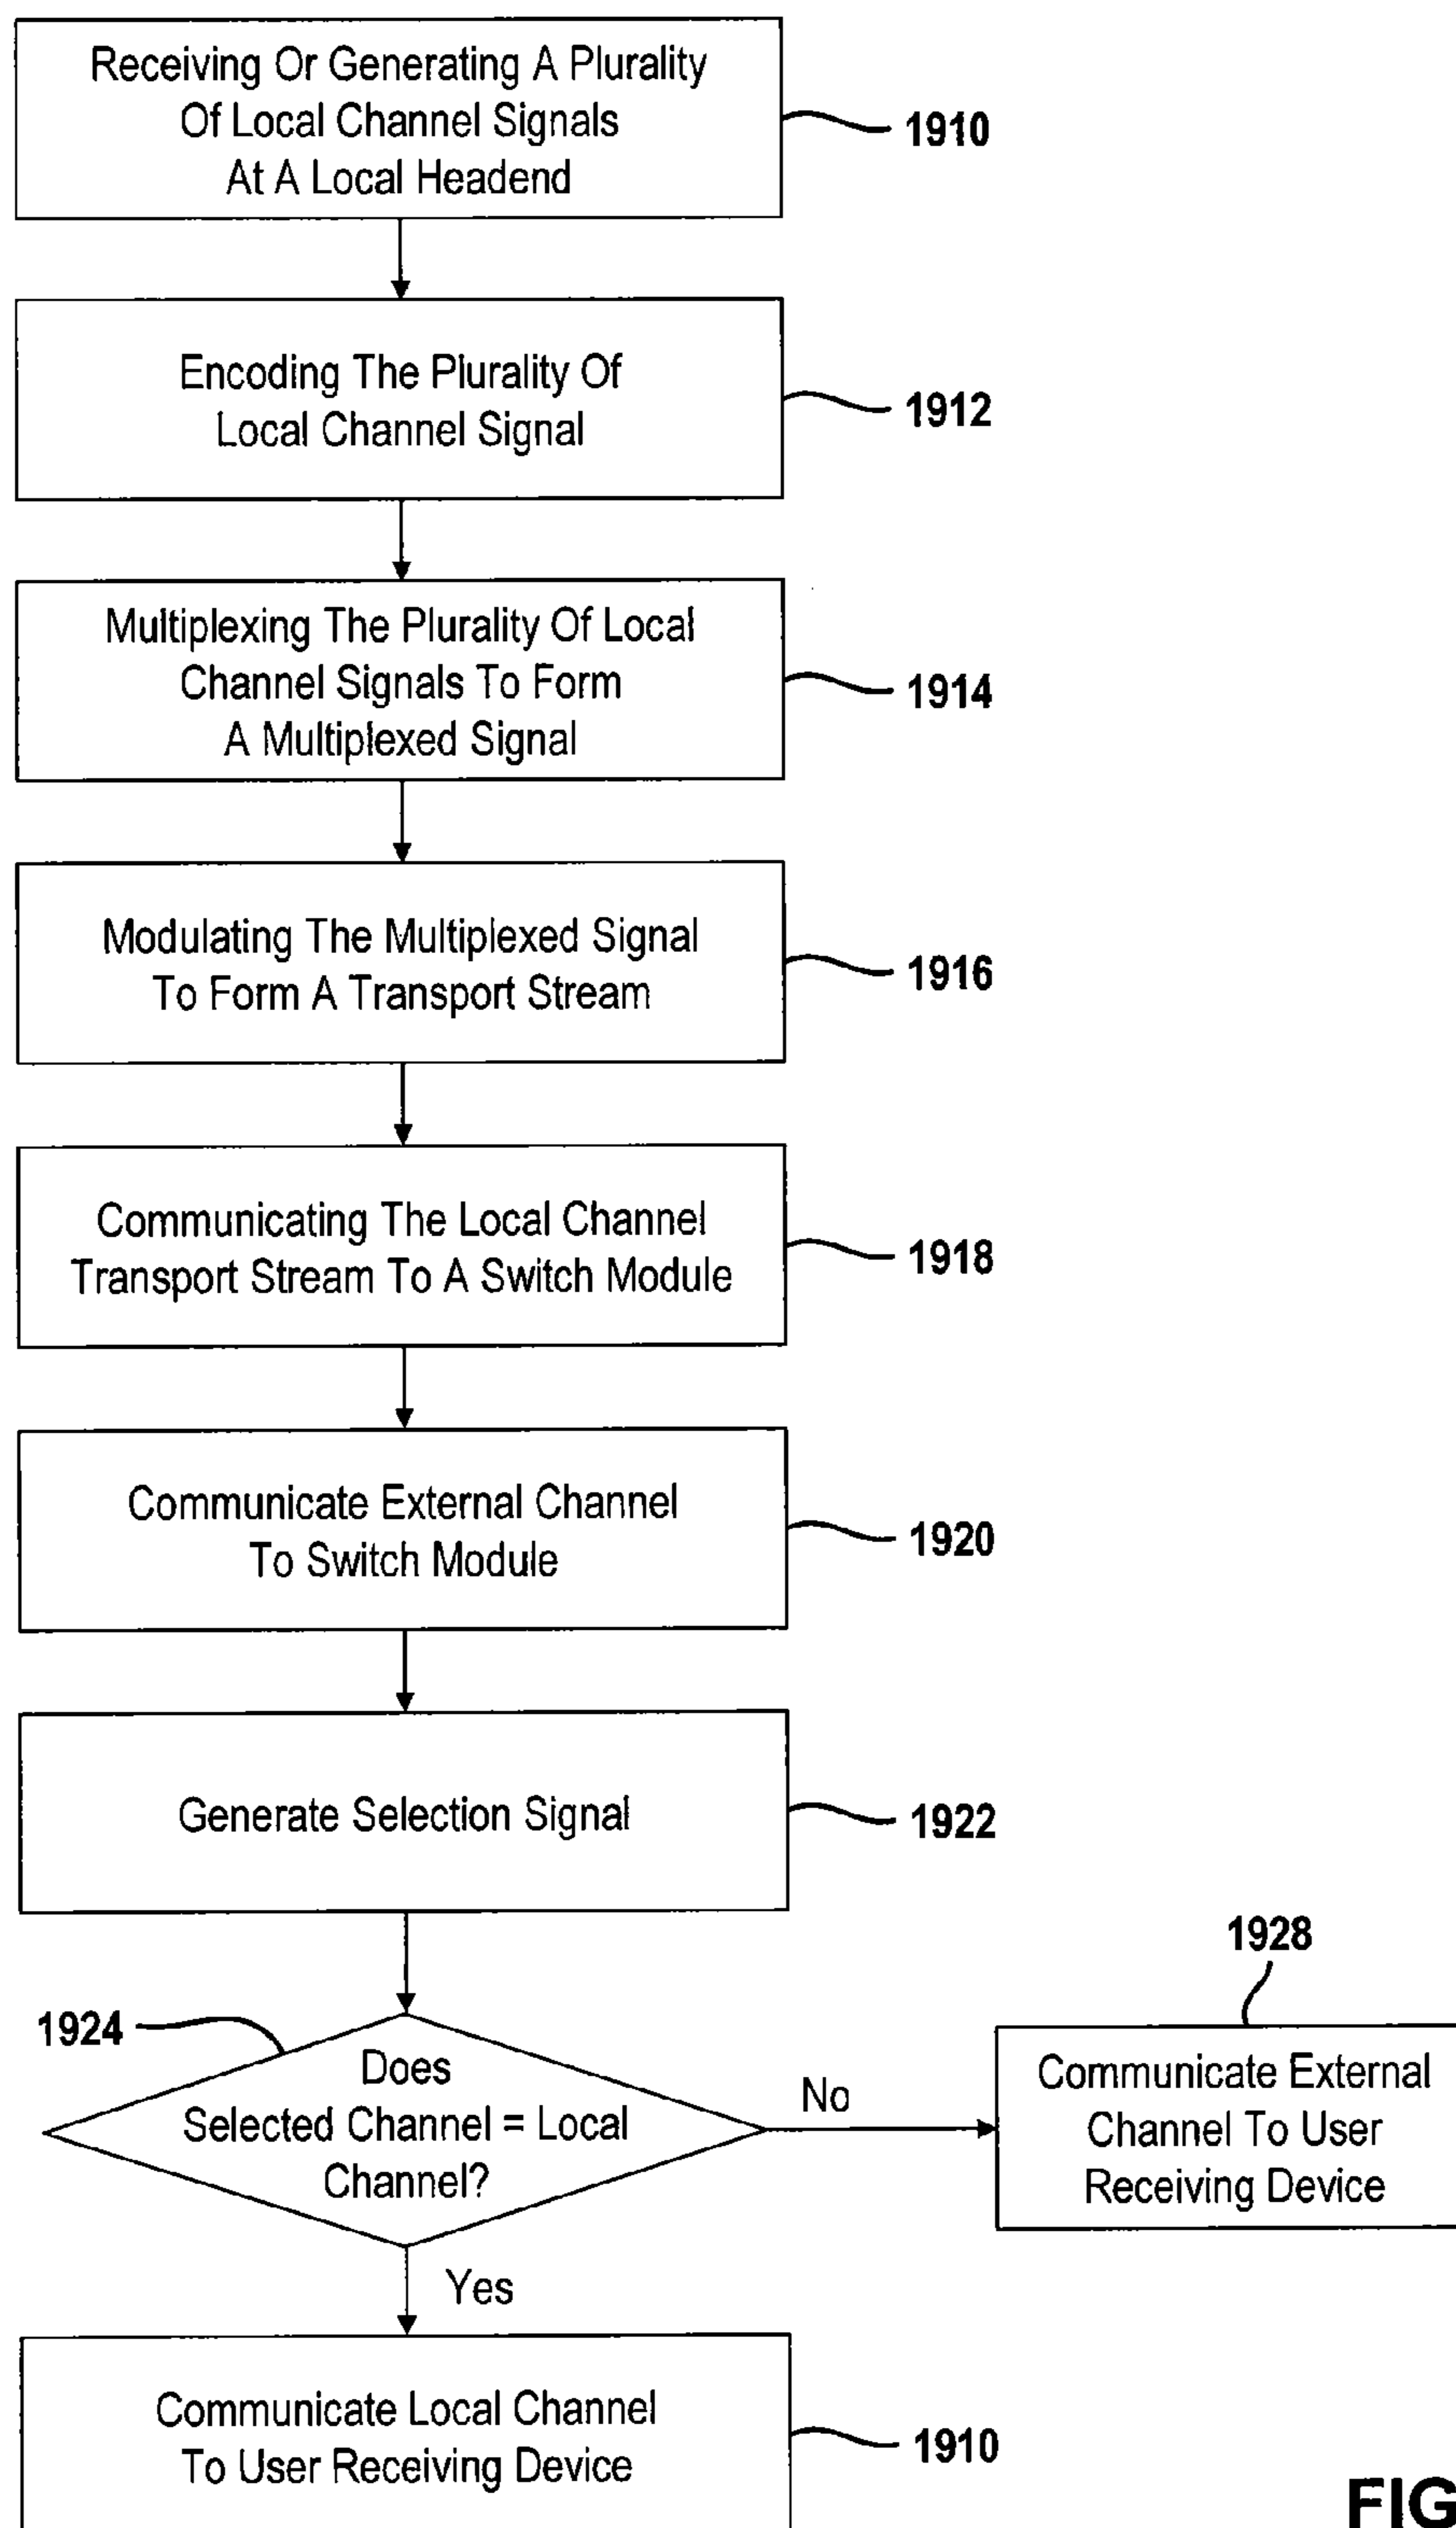 Receiving Or Generating A Plurality
Of Local Channel Signals
At A Local Headend
1910
Encoding The Plurality Of
Local Channel Signal
1912
Multiplexing The Plurality Of Local
Channel Signals To Form
A Multiplexed Signal
1914
Modulating The Multiplexed Signal
To Form A Transport Stream
1916
Communicating The Local Channel
Transport Stream To A Switch Module
1918
Communicate External Channel
To Switch Module
1920
Generate Selection Signal
1922
1924
Does
Selected Channel = Local
Channel?
No
1928
Communicate External
Channel To User
Receiving Device
Yes
Communicate Local Channel
To User Receiving Device
1910
FIG